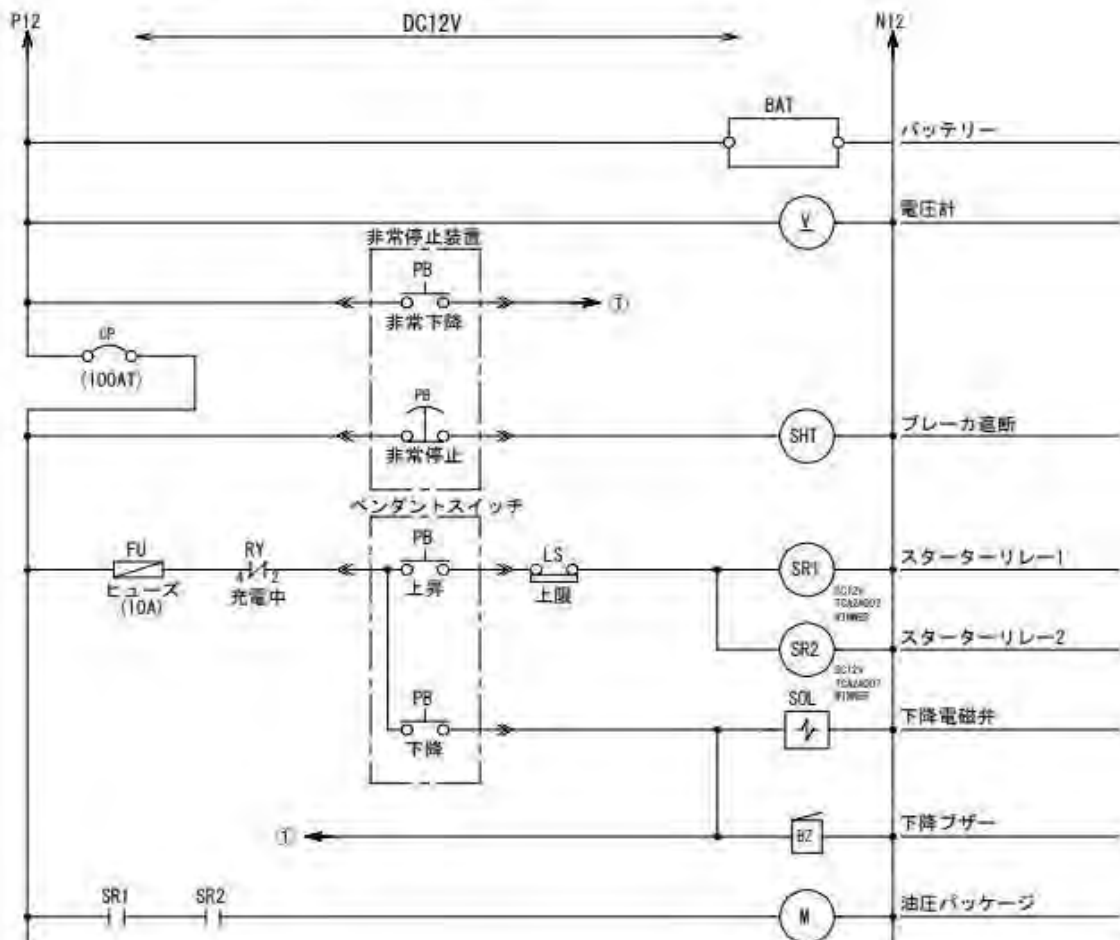 P12
DC12V
N12
BAT
バッテリー
V
電圧計
非常停止装置
PB
非常下降
①
CP
(100AT)
PB
非常停止
SHT
ブレーカ遮断
ペンダントスイッチ
FU
ヒューズ
(10A)
RY
4 2
充電中
PB
上昇
LS
上限
SR1
スターターリレー1
DC12V
SR2
スターターリレー2
DC12V
PB
下降
SOL
下降電磁弁
①
BZ
下降ブザー
SR1
SR2
M
油圧パッケージ